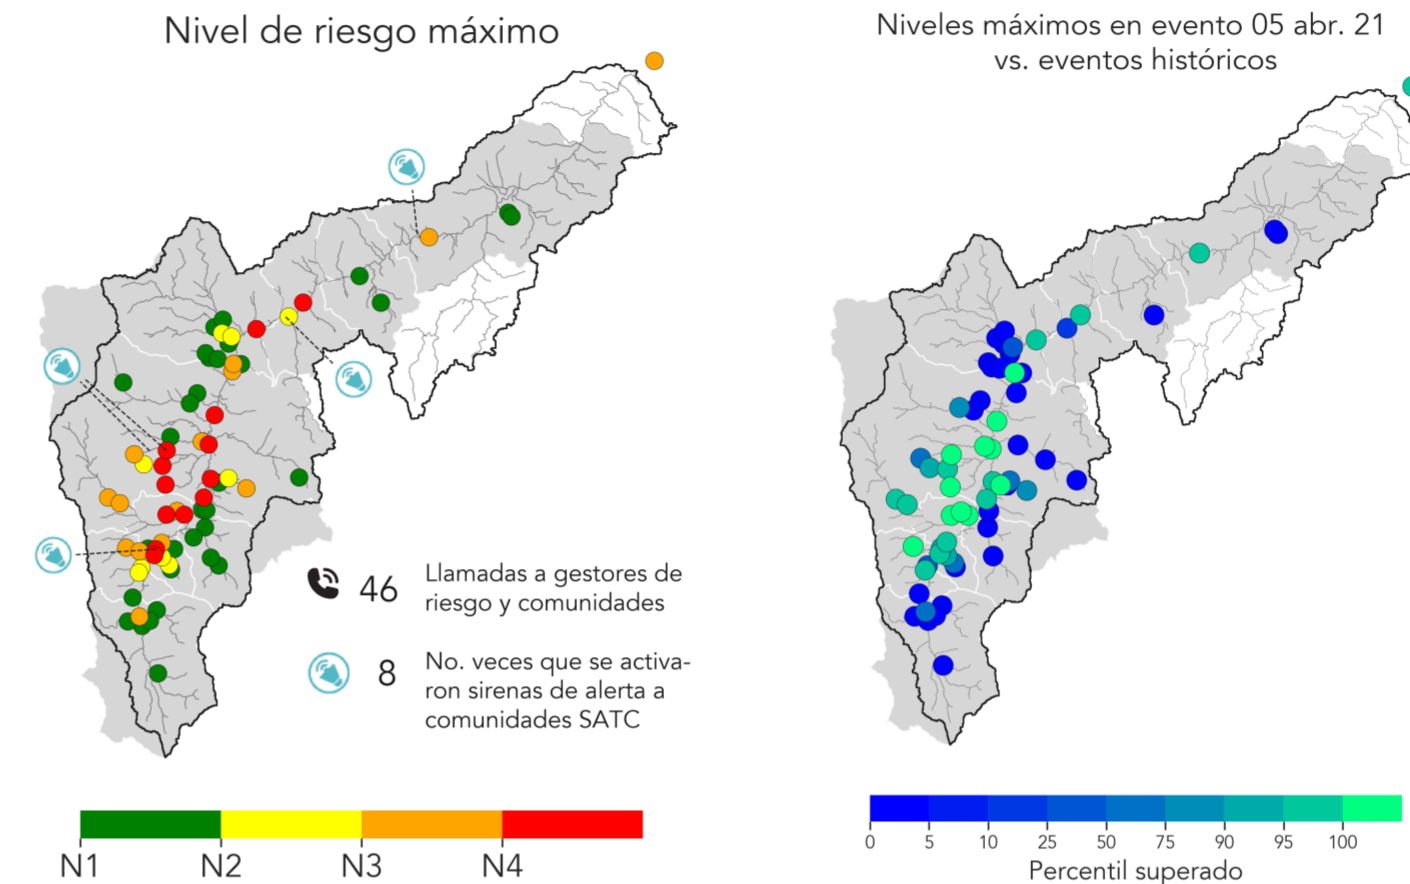 Nivel de riesgo máximo
46
Llamadas a gestores de
riesgo y comunidades
8
No. veces que se activa-
ron sirenas de alerta a
comunidades SATC
N1 N2 N3 N4
Niveles máximos en evento 05 abr. 21
vs. eventos históricos
0 5 10 25 50 75 90 95 100
Percentil superado